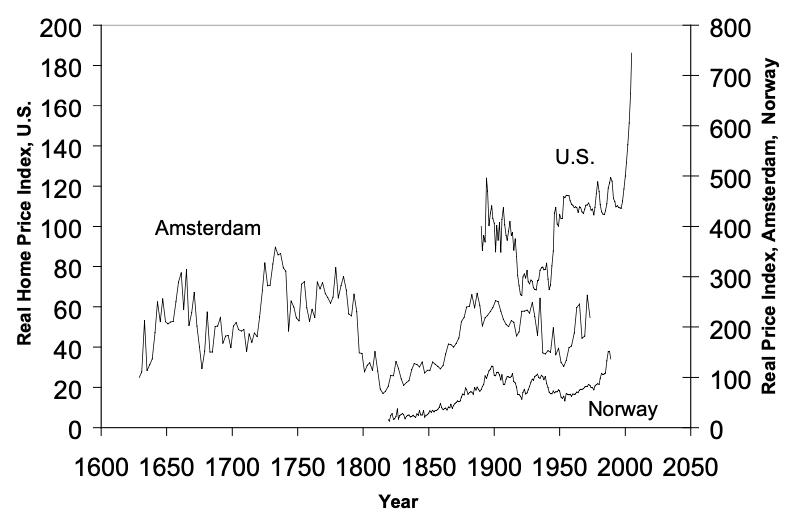 200
180
160
140
120
100
80
60
40
20
0
Real Home Price Index, U.S.
800
700
600
500
400
300
200
100
0
Real Price Index, Amsterdam, Norway
U.S.
Amsterdam
Norway
1600 1650 1700 1750 1800 1850 1900 1950 2000 2050
Year